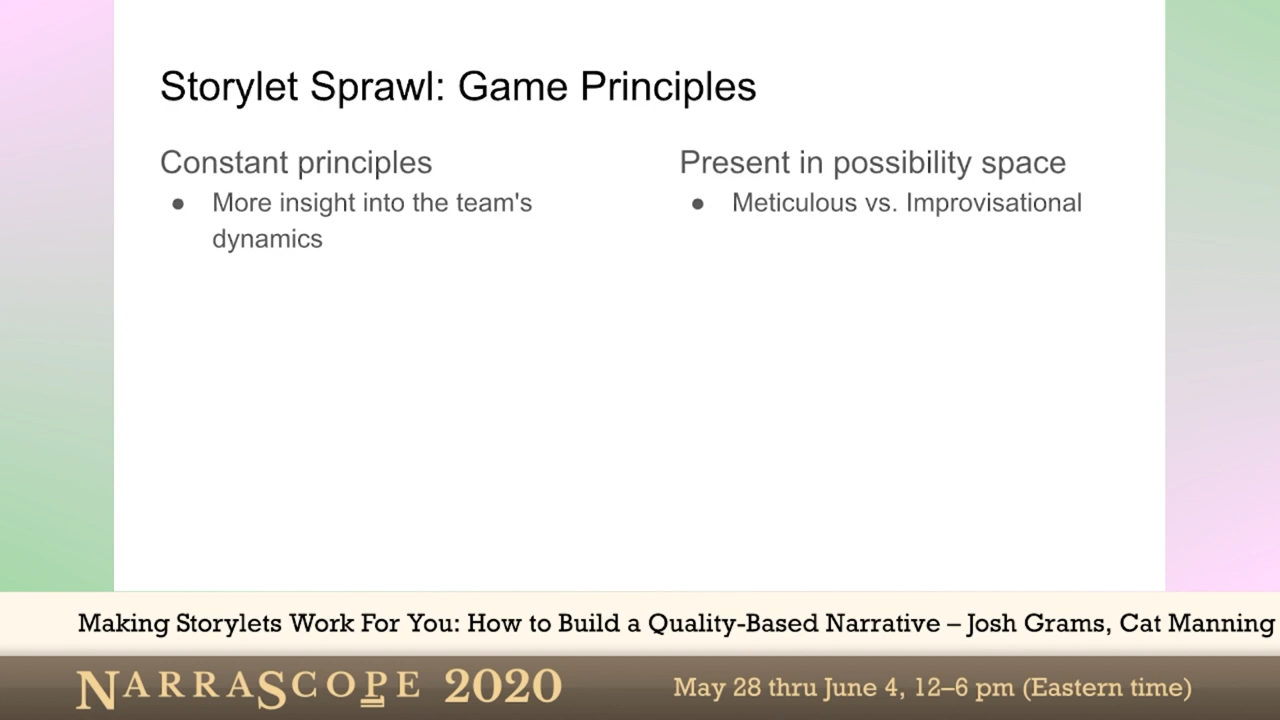 Storylet Sprawl: Game Principles
Constant principles
● More insight into the team's
dynamics
Present in possibility space
● Meticulous vs. Improvisational
Making Storylets Work For You: How to Build a Quality-Based Narrative – Josh Grams, Cat Manning
NARRASCOPE 2020
May 28 thru June 4, 12–6 pm (Eastern time)